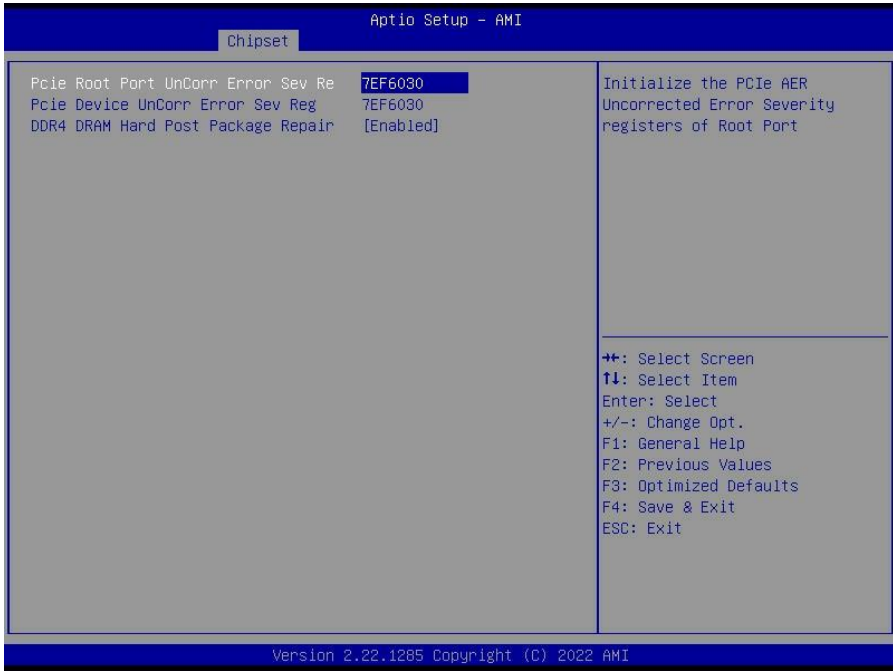 Aptio Setup - AMI
Chipset
Pcie Root Port UnCorr Error Sev Re 7EF6030
Pcie Device UnCorr Error Sev Reg 7EF6030
DDR4 DRAM Hard Post Package Repair [Enabled]
Initialize the PCIe AER
Uncorrected Error Severity
registers of Root Port
→←: Select Screen
↑↓: Select Item
Enter: Select
+/-: Change Opt.
F1: General Help
F2: Previous Values
F3: Optimized Defaults
F4: Save & Exit
ESC: Exit
Version 2.22.1285 Copyright (C) 2022 AMI